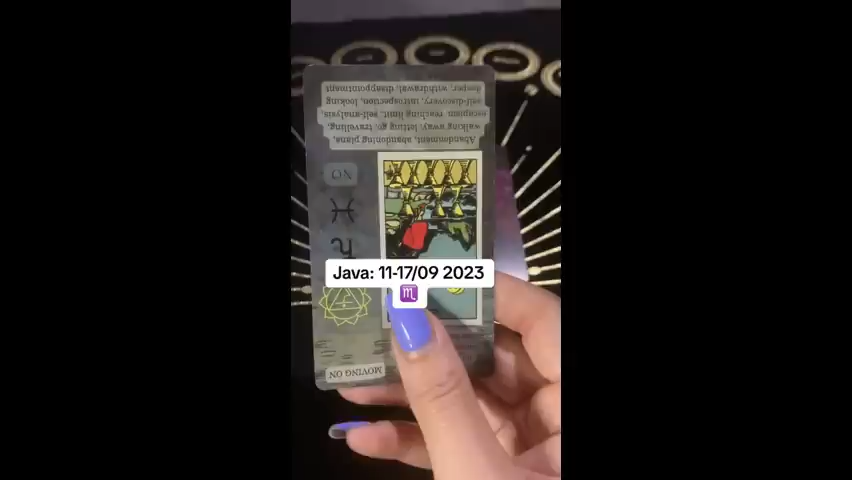 Java: 11-17/09 2023
♏
MOVING ON
NO
Abandonment, abandoning plans,
walking away, letting go, travelling,
escapism, reaching limit, self-analysis,
self-discovery, introspection, looking
deeper, withdrawal, disappointment